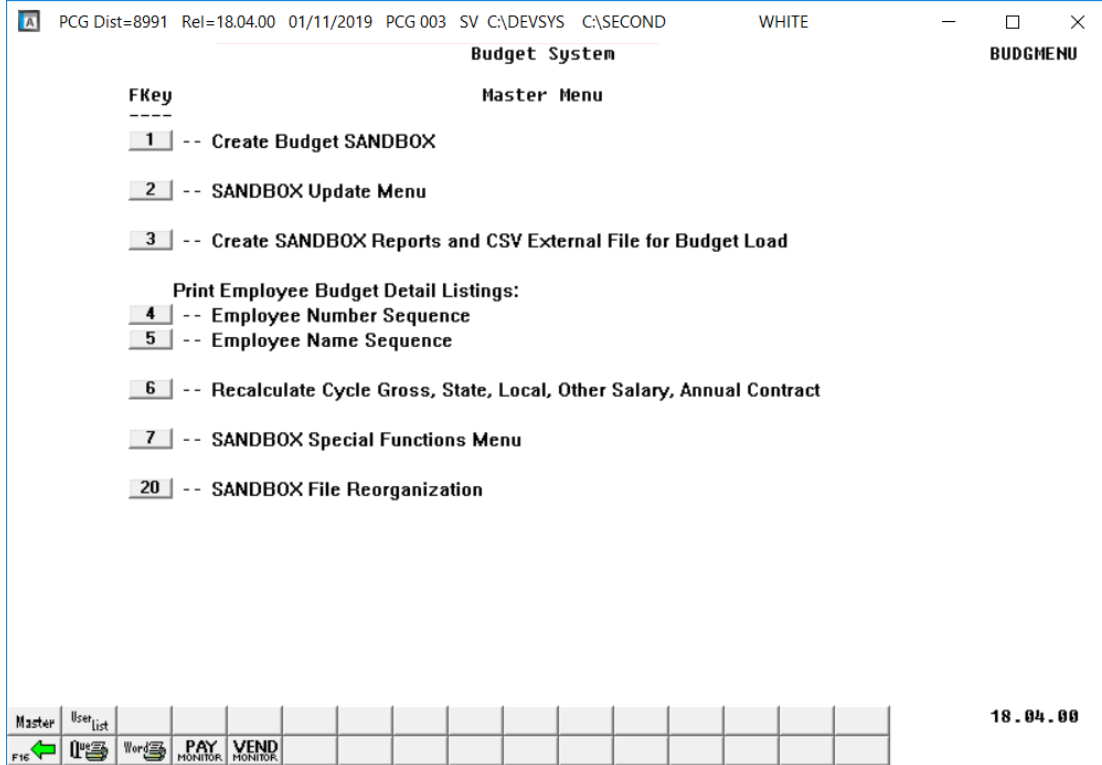 A PCG Dist=8991 Rel=18.04.00 01/11/2019 PCG 003 SV C:\DEVSYS C:\SECOND WHITE
Budget System BUDGMENU
FKey Master Menu
----
1 -- Create Budget SANDBOX
2 -- SANDBOX Update Menu
3 -- Create SANDBOX Reports and CSV External File for Budget Load
Print Employee Budget Detail Listings:
4 -- Employee Number Sequence
5 -- Employee Name Sequence
6 -- Recalculate Cycle Gross, State, Local, Other Salary, Annual Contract
7 -- SANDBOX Special Functions Menu
20 -- SANDBOX File Reorganization
Master User List 18.04.00
F16 Que Word PAY MONITOR VEND MONITOR